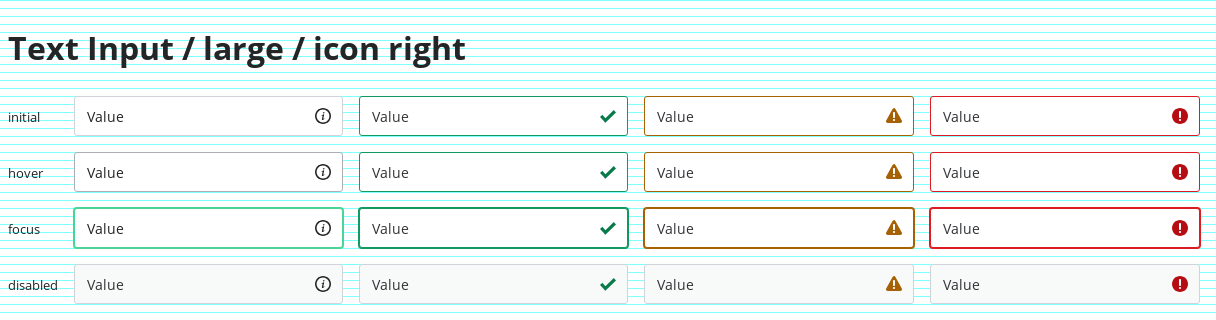 Text Input / large / icon right
initial Value Value Value Value
hover Value Value Value Value
focus Value Value Value Value
disabled Value Value Value Value